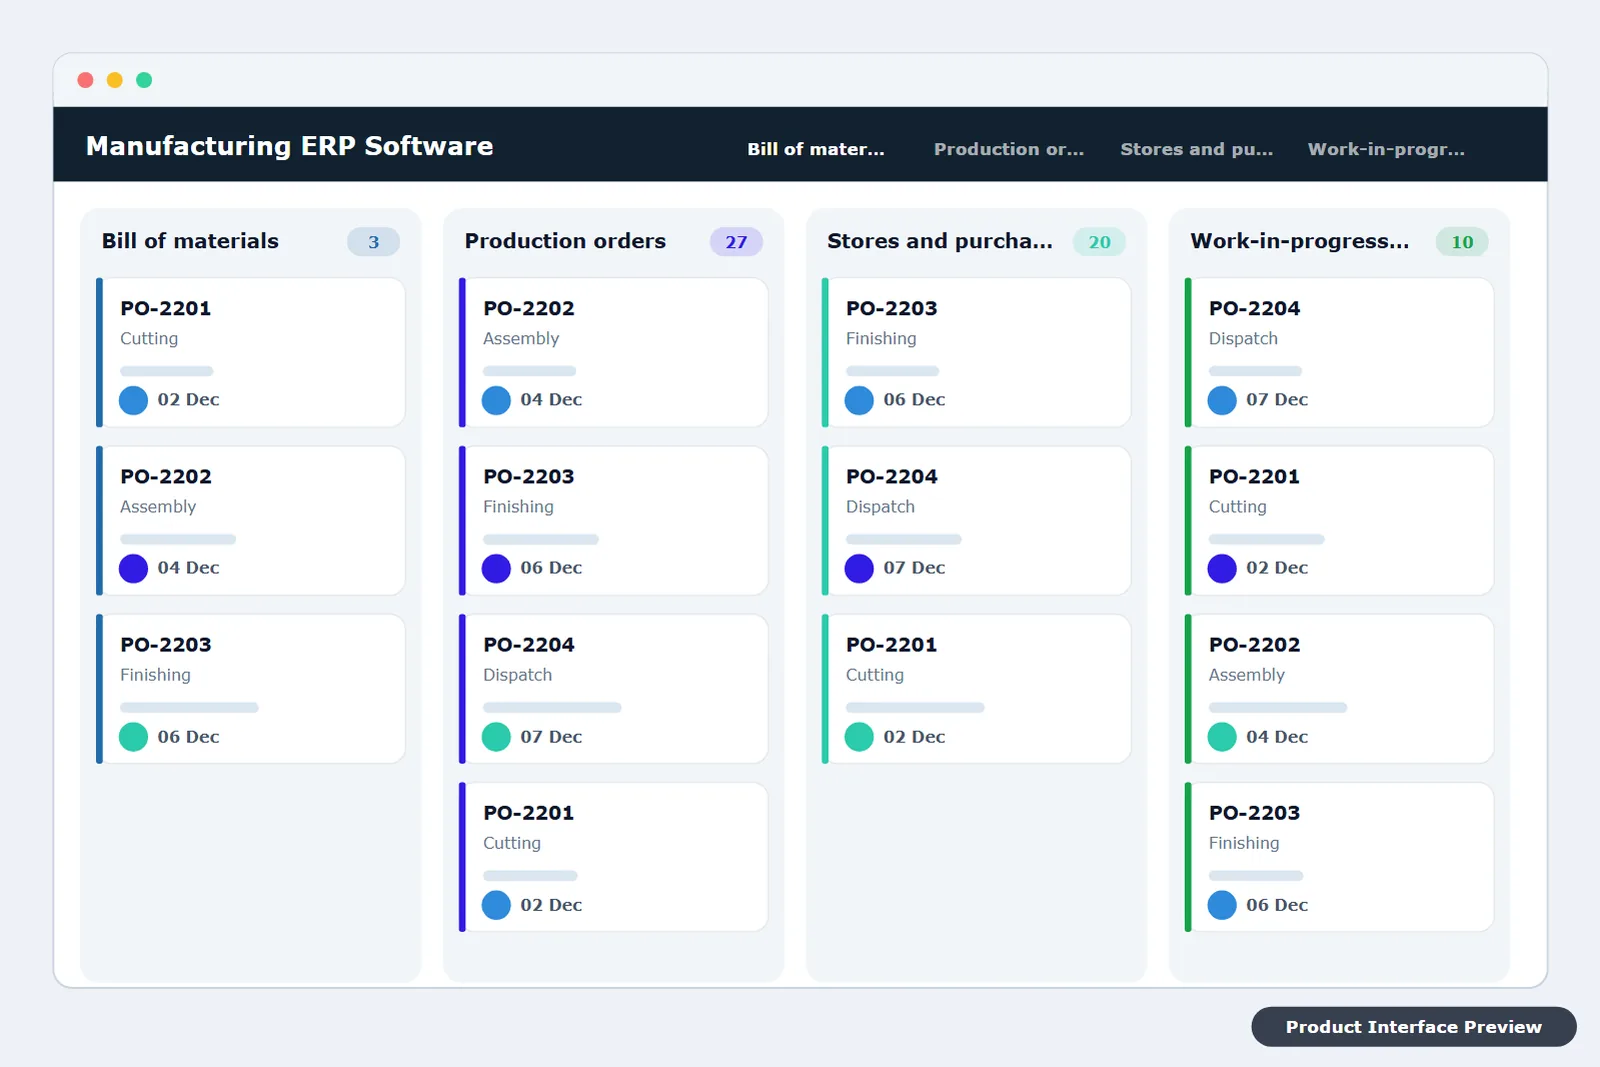 Manufacturing ERP Software
Bill of mater...
Production or...
Stores and pu...
Work-in-progr...
Bill of materials
3
PO-2201
Cutting
02 Dec
PO-2202
Assembly
04 Dec
PO-2203
Finishing
06 Dec
Production orders
27
PO-2202
Assembly
04 Dec
PO-2203
Finishing
06 Dec
PO-2204
Dispatch
07 Dec
PO-2201
Cutting
02 Dec
Stores and purcha...
20
PO-2203
Finishing
06 Dec
PO-2204
Dispatch
07 Dec
PO-2201
Cutting
02 Dec
Work-in-progress...
10
PO-2204
Dispatch
07 Dec
PO-2201
Cutting
02 Dec
PO-2202
Assembly
04 Dec
PO-2203
Finishing
06 Dec
Product Interface Preview